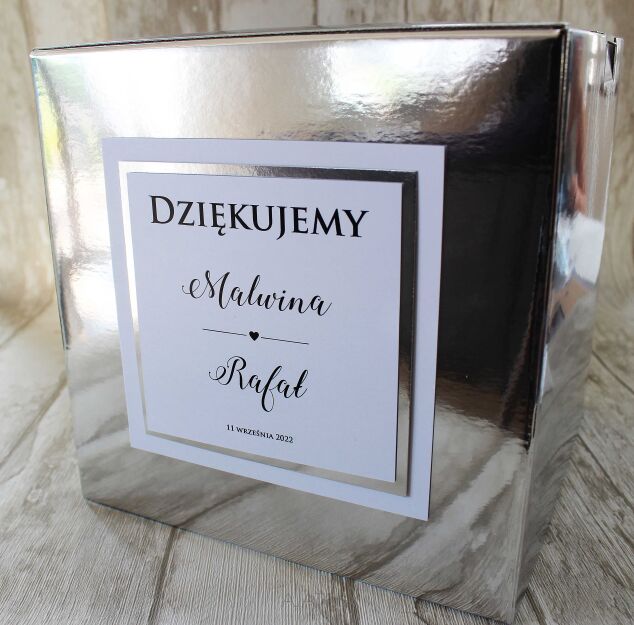 DZIĘKUJEMY
Malwina
Rafał
11 WRZEŚNIA 2022